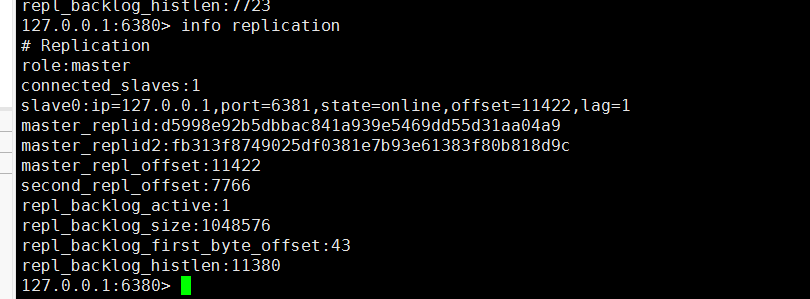 repl_backlog_histlen:7723
127.0.0.1:6380> info replication
# Replication
role:master
connected_slaves:1
slave0:ip=127.0.0.1,port=6381,state=online,offset=11422,lag=1
master_replid:d5998e92b5dbbac841a939e5469dd55d31aa04a9
master_replid2:fb313f8749025df0381e7b93e61383f80b818d9c
master_repl_offset:11422
second_repl_offset:7766
repl_backlog_active:1
repl_backlog_size:1048576
repl_backlog_first_byte_offset:43
repl_backlog_histlen:11380
127.0.0.1:6380>